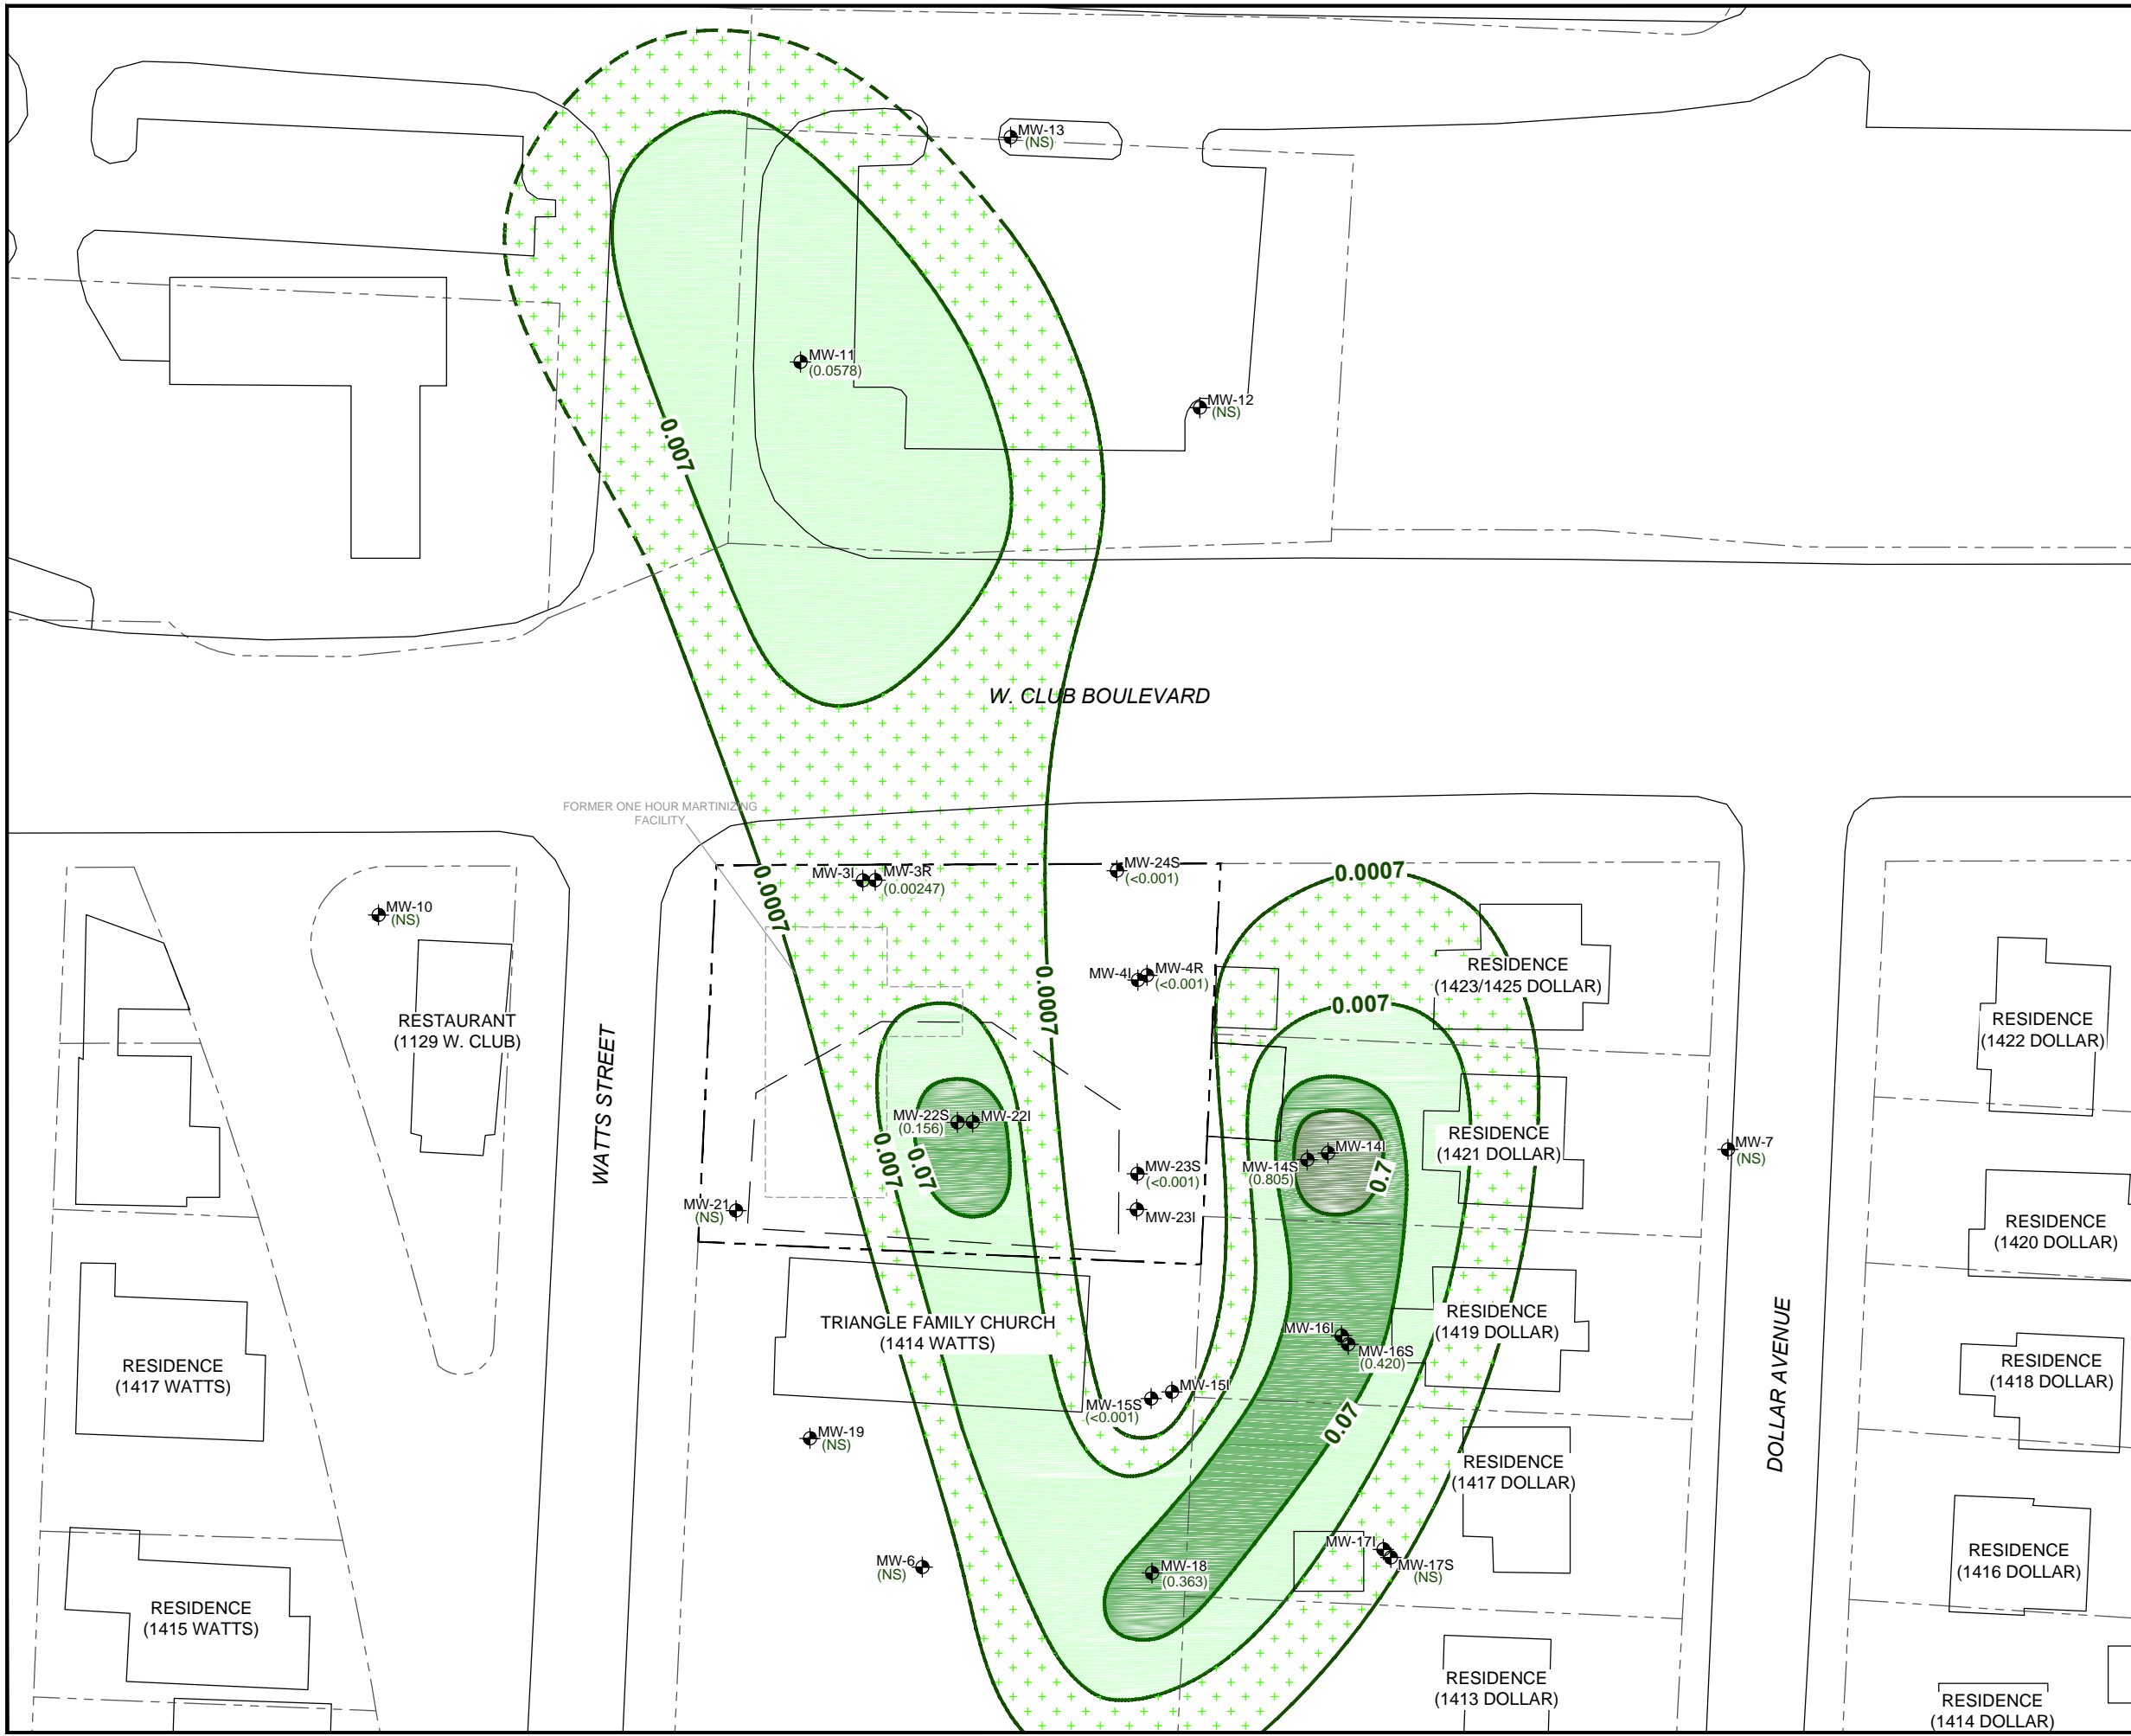 MW-13
(NS)
MW-11
(0.0578)
MW-12
(NS)
0.007
W. CLUB BOULEVARD
FORMER ONE HOUR MARTINIZING
FACILITY
0.0007
MW-3I
MW-3R
(0.00247)
MW-24S
(<0.001)
0.0007
MW-10
(NS)
MW-4I
MW-4R
(<0.001)
0.0007
RESIDENCE
(1423/1425 DOLLAR)
0.007
RESTAURANT
(1129 W. CLUB)
WATTS STREET
RESIDENCE
(1422 DOLLAR)
MW-22S
(0.156)
MW-22I
0.007
0.07
MW-23S
(<0.001)
MW-23I
MW-14I
MW-14S
(0.805)
0.7
RESIDENCE
(1421 DOLLAR)
MW-7
(NS)
MW-21
(NS)
RESIDENCE
(1420 DOLLAR)
TRIANGLE FAMILY CHURCH
(1414 WATTS)
MW-16I
MW-16S
(0.420)
RESIDENCE
(1419 DOLLAR)
DOLLAR AVENUE
RESIDENCE
(1417 WATTS)
RESIDENCE
(1418 DOLLAR)
MW-15I
MW-15S
(<0.001)
0.07
MW-19
(NS)
RESIDENCE
(1417 DOLLAR)
MW-6
(NS)
MW-18
(0.363)
MW-17I
MW-17S
(NS)
RESIDENCE
(1416 DOLLAR)
RESIDENCE
(1415 WATTS)
RESIDENCE
(1413 DOLLAR)
RESIDENCE
(1414 DOLLAR)